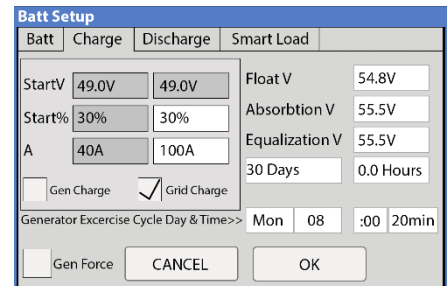 Batt Setup
Batt Charge Discharge Smart Load
StartV 49.0V 49.0V
Start% 30% 30%
A 40A 100A
Gen Charge Grid Charge
Float V 54.8V
Absorbtion V 55.5V
Equalization V 55.5V
30 Days 0.0 Hours
Generator Excercise Cycle Day & Time>> Mon 08 :00 20min
Gen Force CANCEL OK